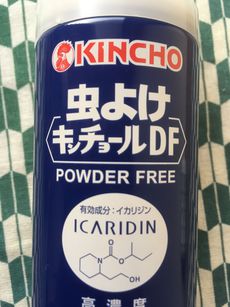 KINCHO
虫よけ
キンチョールDF
POWDER FREE
有効成分：イカリジン
ICARIDIN
N
O
O
OH
高濃度